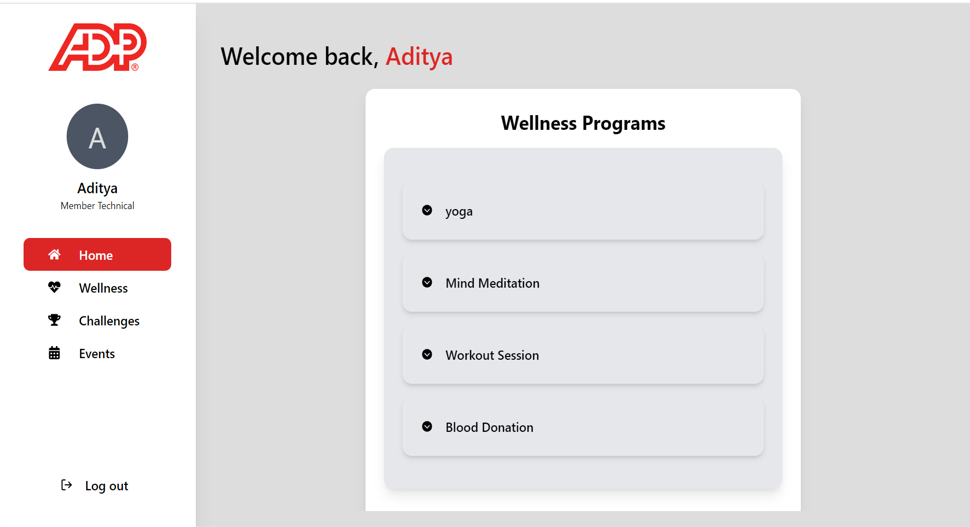 ADP®
A
Aditya
Member Technical
Home
Wellness
Challenges
Events
Log out
Welcome back, Aditya
Wellness Programs
yoga
Mind Meditation
Workout Session
Blood Donation